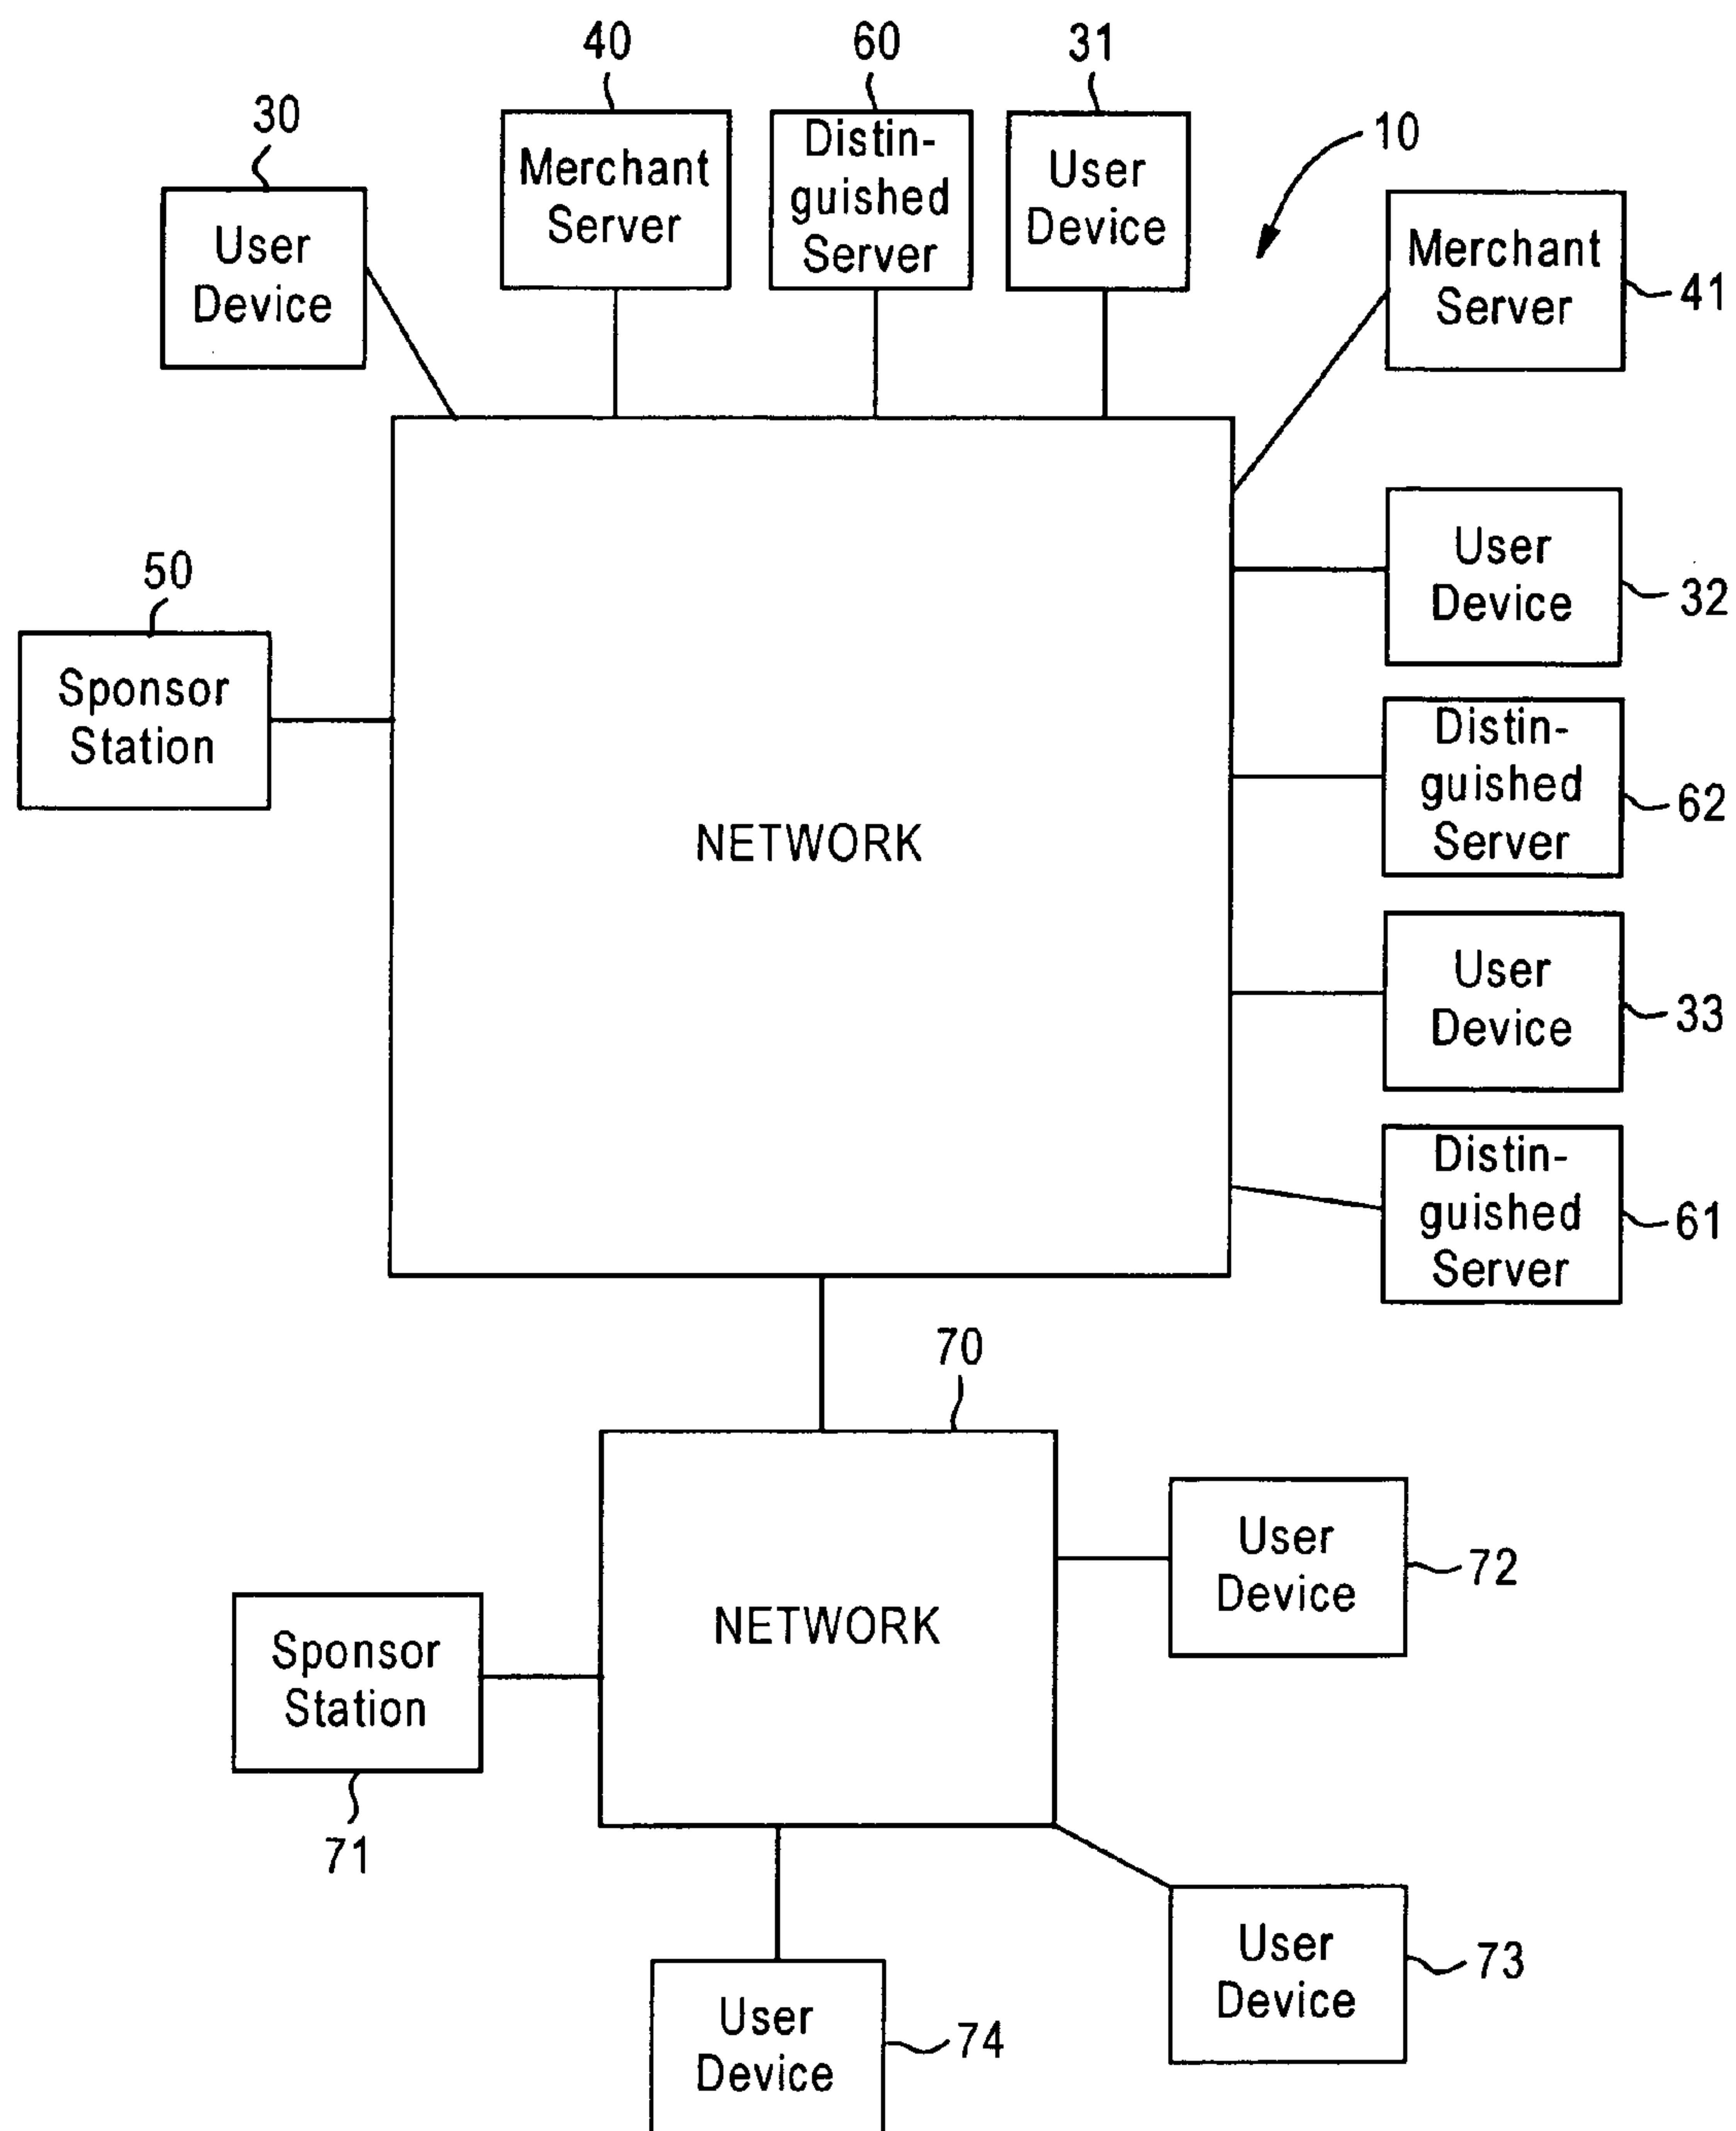 40
60
31
30
10
Merchant
Server
Distin-
guished
Server
User
Device
User
Device
Merchant
Server
41
50
Sponsor
Station
User
Device
32
Distin-
guished
Server
62
NETWORK
User
Device
33
Distin-
guished
Server
61
70
NETWORK
User
Device
72
Sponsor
Station
71
User
Device
73
User
Device
74